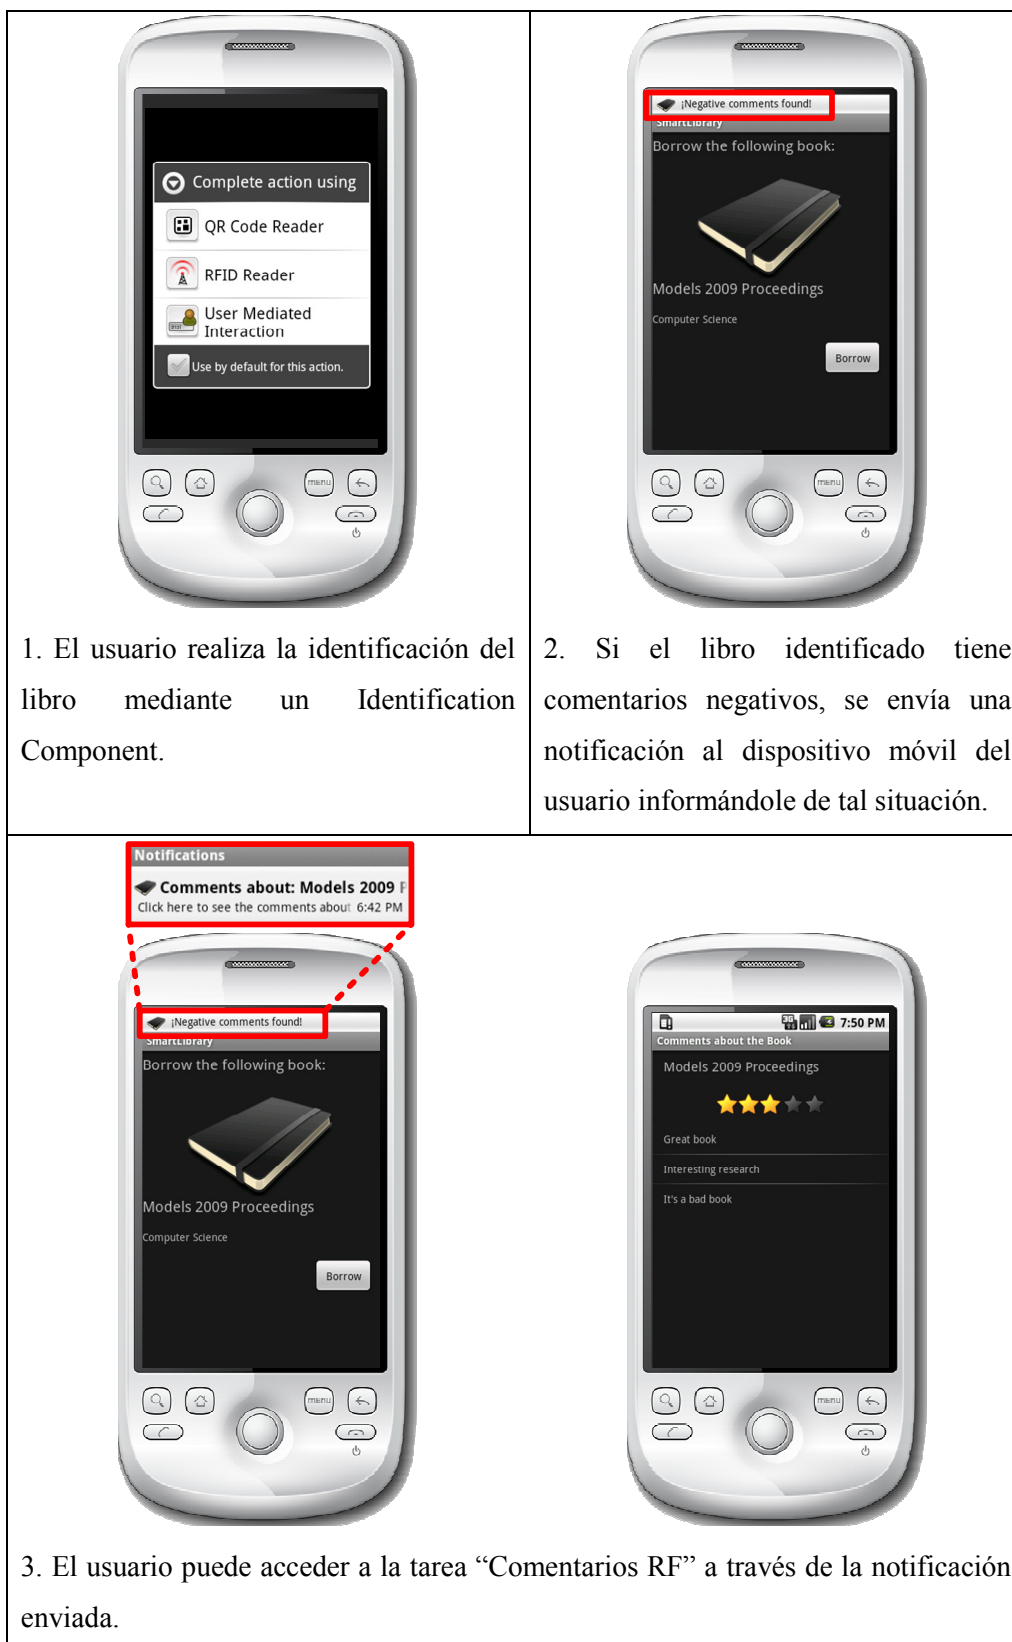 Complete action using
QR Code Reader
RFID Reader
User Mediated
Interaction
Use by default for this action.
menu
1. El usuario realiza la identificación del
libro mediante un Identification
Component.
¡Negative comments found!
SmartLibrary
Borrow the following book:
Models 2009 Proceedings
Computer Science
Borrow
menu
2. Si el libro identificado tiene
comentarios negativos, se envía una
notificación al dispositivo móvil del
usuario informándole de tal situación.
Notifications
Comments about: Models 2009 P
Click here to see the comments about 6:42 PM
¡Negative comments found!
SmartLibrary
Borrow the following book:
Models 2009 Proceedings
Computer Science
Borrow
menu
3G 7:50 PM
Comments about the Book
Models 2009 Proceedings
Great book
Interesting research
It's a bad book
menu
3. El usuario puede acceder a la tarea “Comentarios RF” a través de la notificación
enviada.